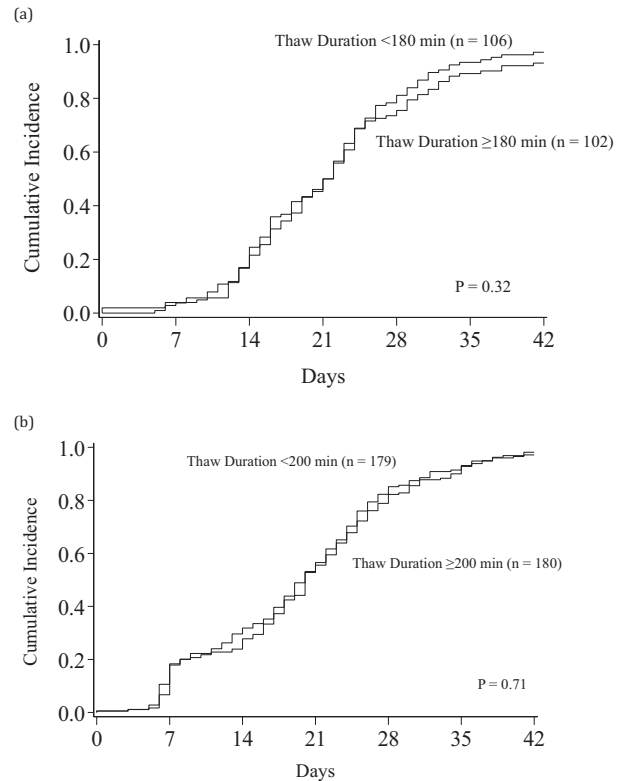 (a)
Thaw Duration <180 min (n = 106)
1.0
0.8
0.6
0.4
0.2
0.0
Cumulative Incidence
Thaw Duration ≥180 min (n = 102)
P = 0.32
0 7 14 21 28 35 42
Days
(b)
Thaw Duration <200 min (n = 179)
1.0
0.8
0.6
0.4
0.2
0.0
Cumulative Incidence
Thaw Duration ≥200 min (n = 180)
P = 0.71
0 7 14 21 28 35 42
Days